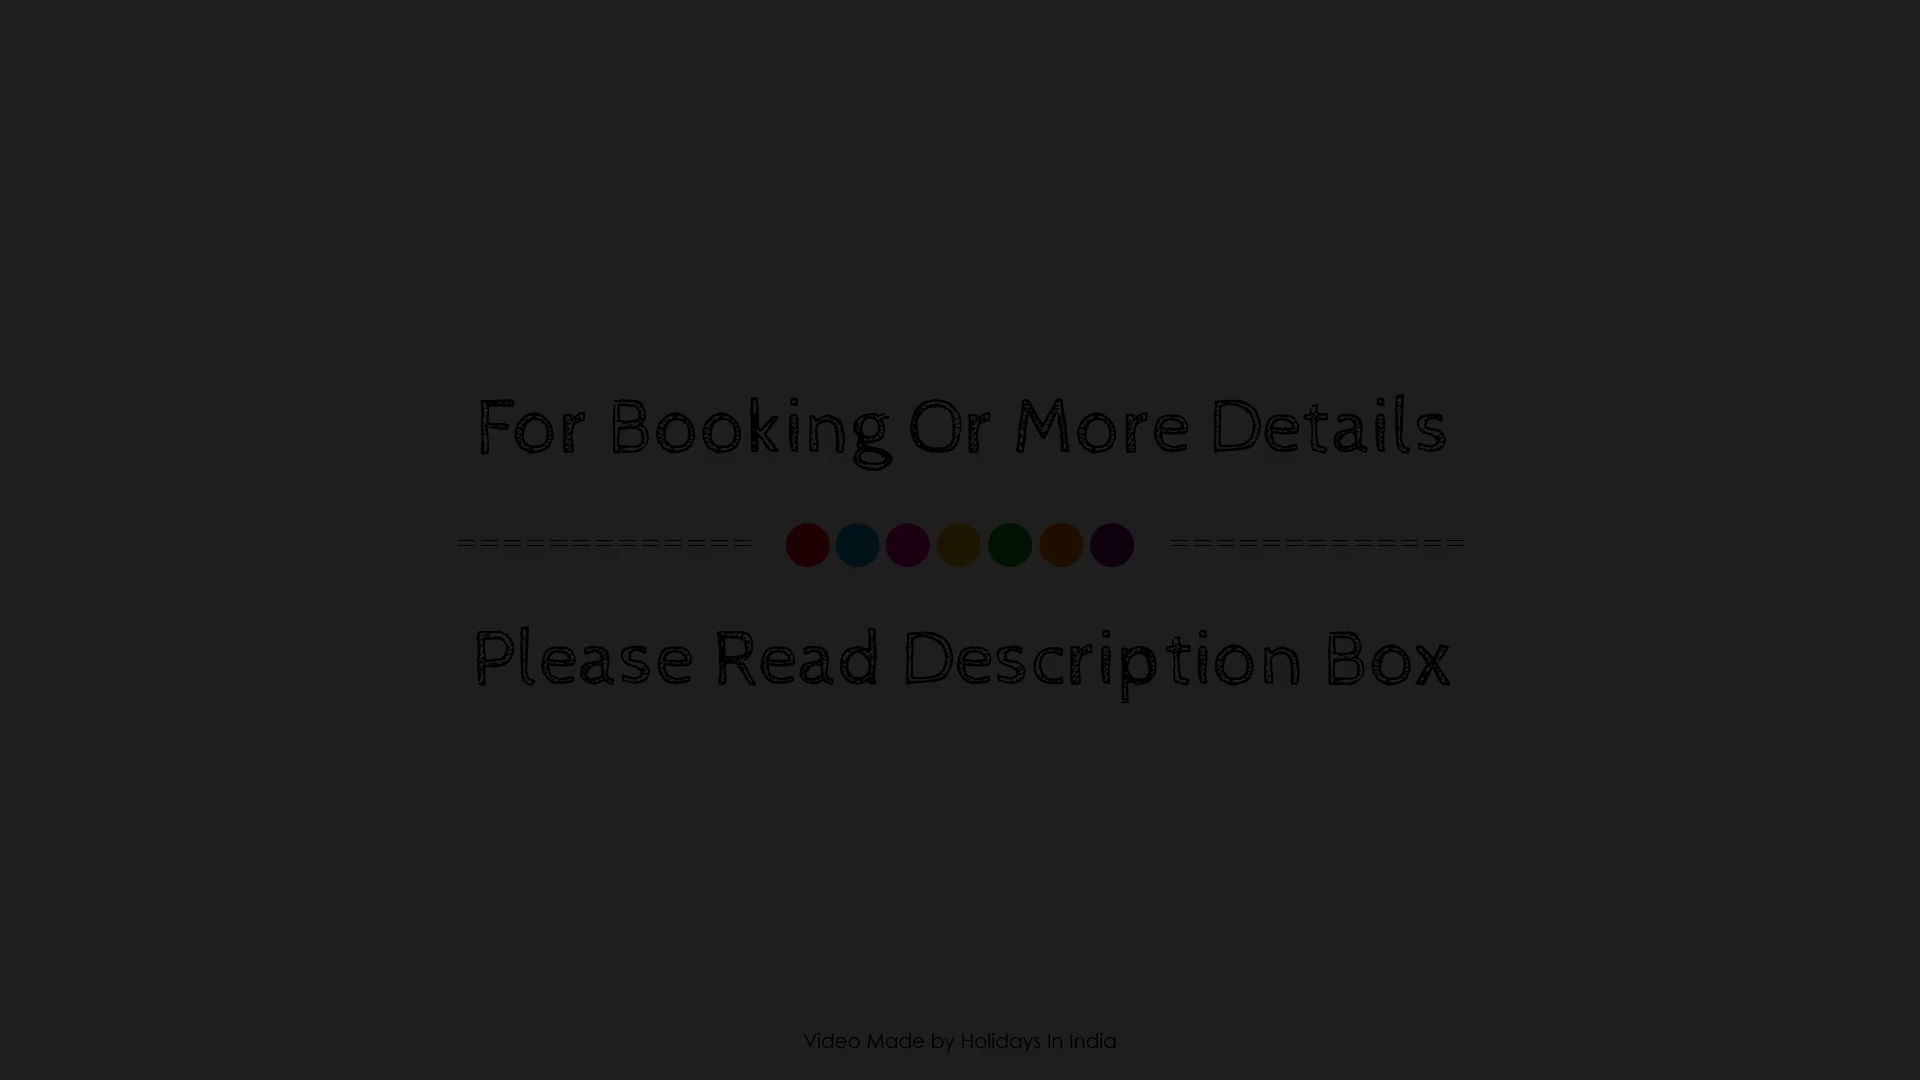 For Booking Or More Details
============= =============
Please Read Description Box
Video Made by Holidays In India